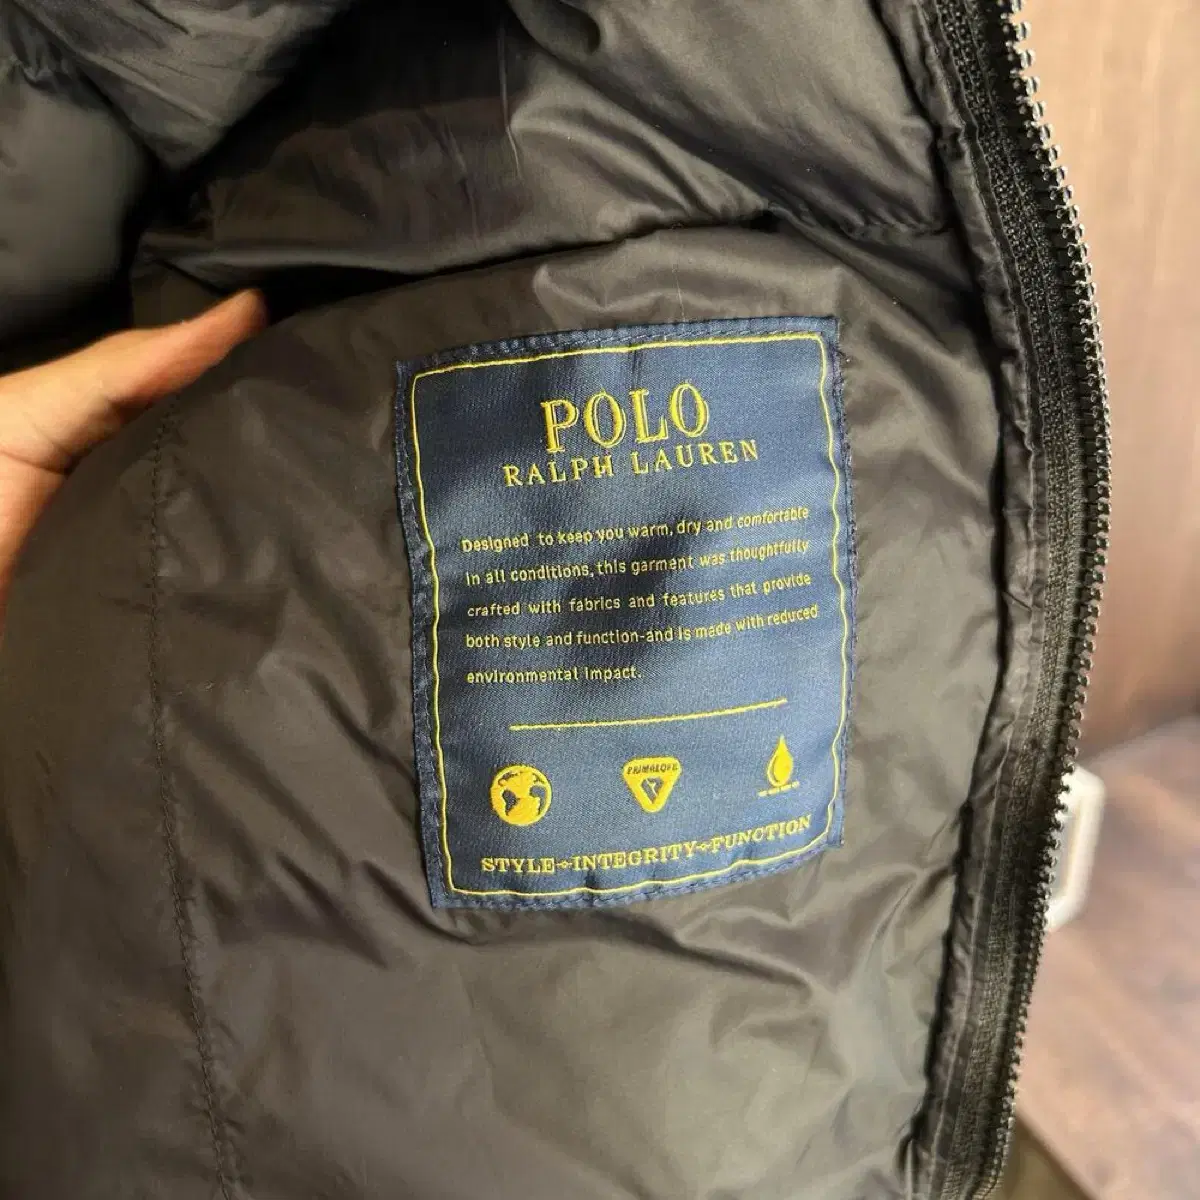 POLO
RALPH LAUREN
Designed to keep you warm, dry and comfortable
in all conditions, this garment was thoughtfully
crafted with fabrics and features that provide
both style and function-and is made with reduced
environmental impact.
PRIMALOFT
STYLE-INTEGRITY-FUNCTION